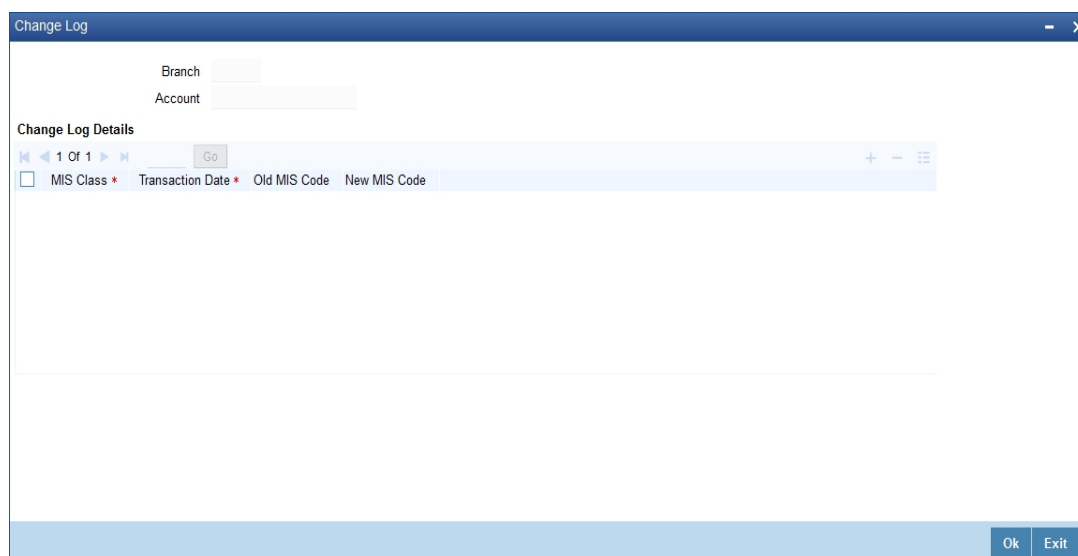 Change Log
Branch
Account
Change Log Details
1 Of 1 Go
MIS Class * Transaction Date * Old MIS Code New MIS Code
Ok Exit